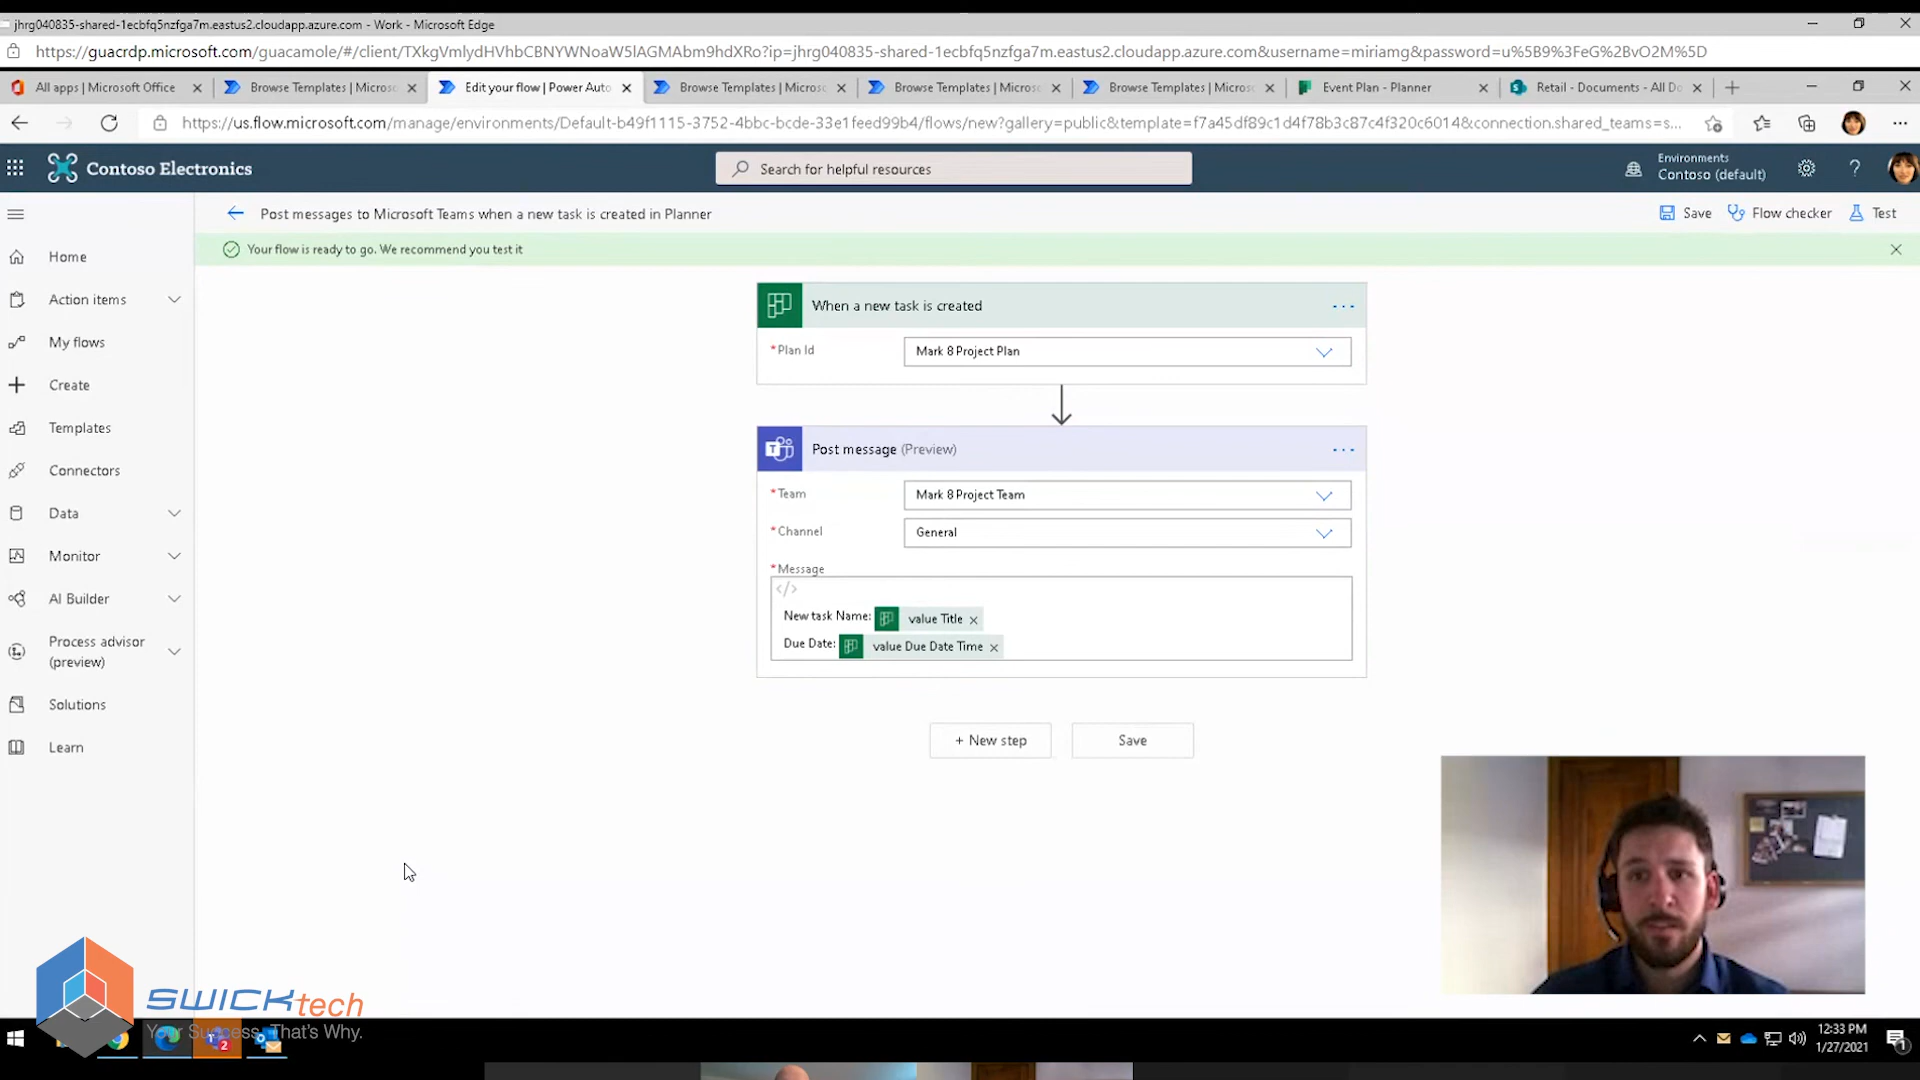 jhrg040835-shared-1ecbfq5nzfga7m.eastus2.cloudapp.azure.com - Work - Microsoft Edge
https://guacrdp.microsoft.com/guacamole/#/client/TXkgVmlydHVhbCBNYWNoaW5lAGMAbm9hdXRo?ip=jhrg040835-shared-1ecbfq5nzfga7m.eastus2.cloudapp.azure.com&username=miriamg&password=u%5B9%3FeG%2BvO2M%5D
All apps | Microsoft Office
Browse Templates | Micros
Edit your flow | Power Auto
Browse Templates | Micros
Browse Templates | Micros
Browse Templates | Micros
Event Plan - Planner
Retail - Documents - All Do
https://us.flow.microsoft.com/manage/environments/Default-b49f1115-3752-4bbc-bcde-33e1feed99b4/flows/new?gallery=public&template=f7a45df89c1d4f78b3c87c4f320c6014&connection.shared_teams=s...
Contoso Electronics
Search for helpful resources
Environments
Contoso (default)
Post messages to Microsoft Teams when a new task is created in Planner
Save
Flow checker
Test
Your flow is ready to go. We recommend you test it
Home
Action items
My flows
Create
Templates
Connectors
Data
Monitor
AI Builder
Process advisor
(preview)
Solutions
Learn
When a new task is created
*Plan Id
Mark 8 Project Plan
Post message (Preview)
*Team
Mark 8 Project Team
*Channel
General
*Message
</>
New task Name: value Title ×
Due Date: value Due Date Time ×
+ New step
Save
SWICKtech
Your Success. That's Why.
2
12:33 PM
1/27/2021
1